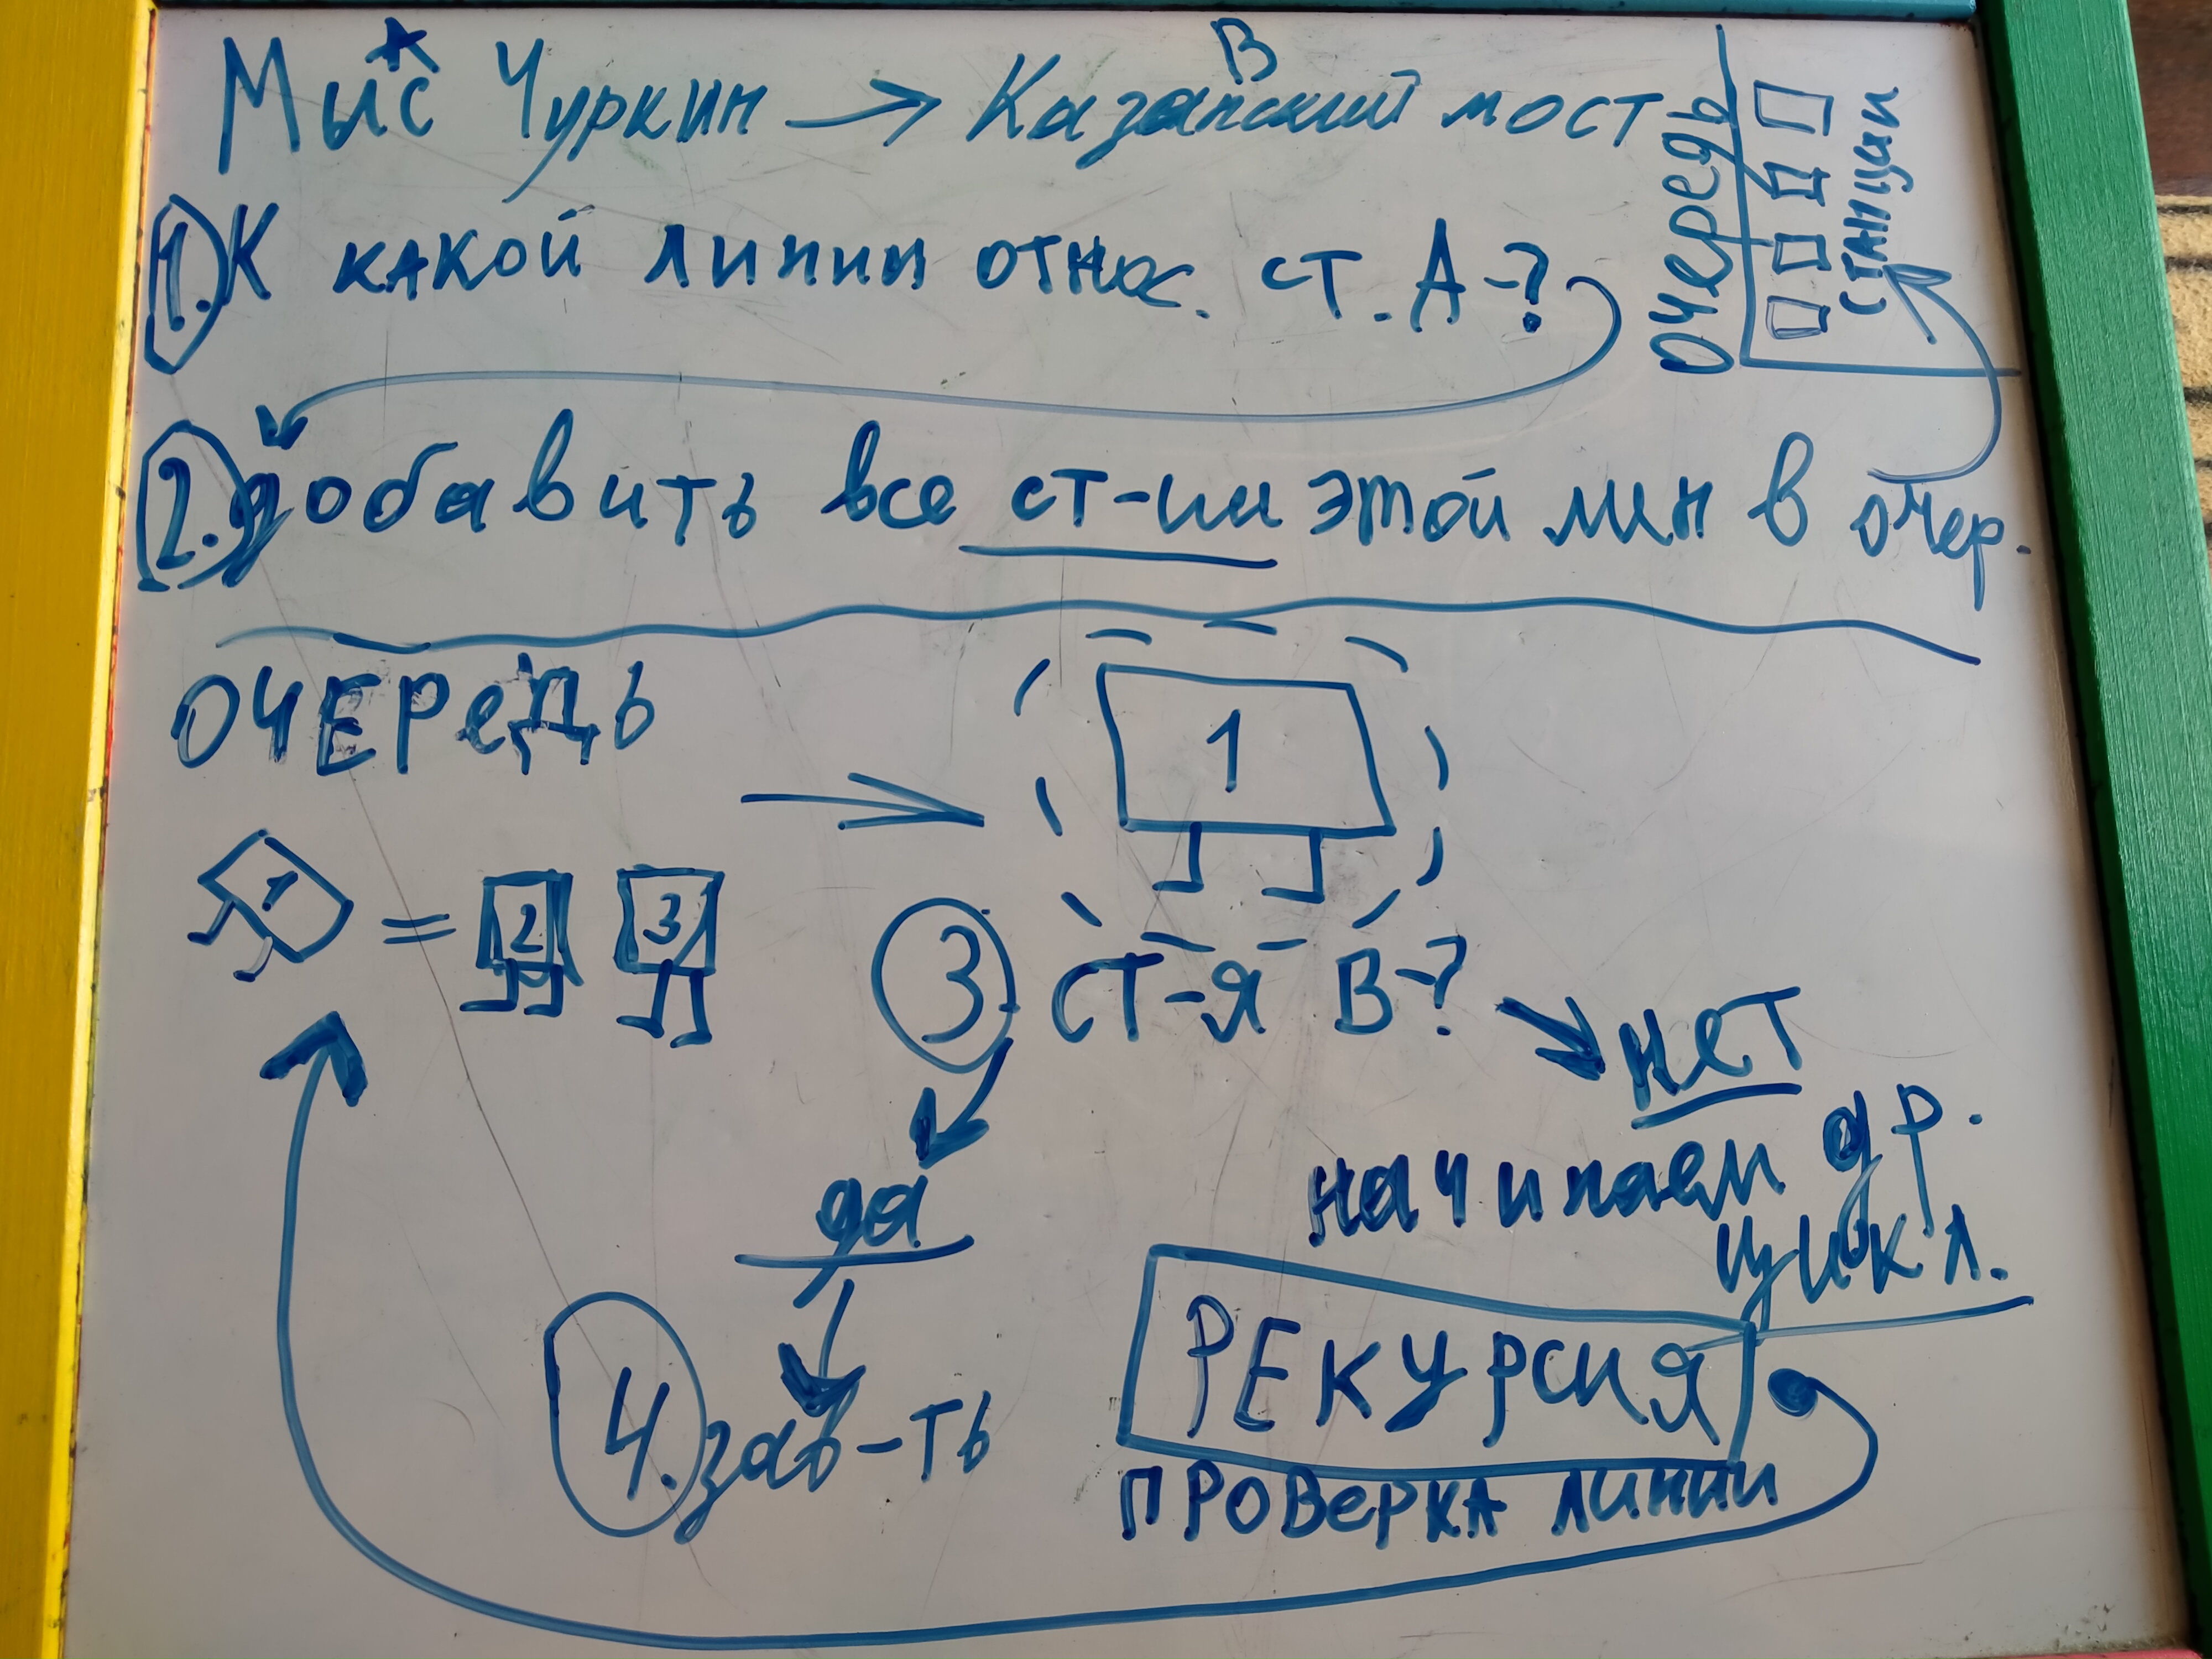 А В
Мыс Чуркин → Казанский мост
очередь
станции
1. К какой линии относ. ст. А-?
2. добавить все ст-ии этой лин в очер.
ОЧЕРЕДЬ
1
1 = 2 3
3. СТ-Я В-?
нет
да
начинаем др. цикл.
4. зав-ть
РЕКУРСИЯ
ПРОВЕРКА ЛИНИИ